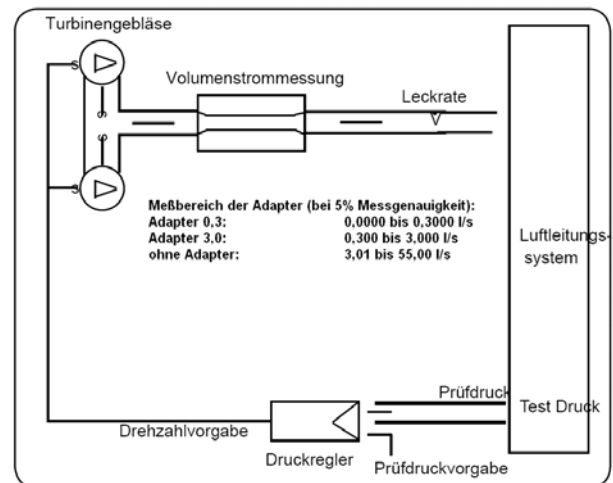 Turbinengebläse
Volumenstrommessung
Leckrate
S
S
S
S
Meßbereich der Adapter (bei 5% Messgenauigkeit):
Adapter 0,3: 0,0000 bis 0,3000 l/s
Adapter 3,0: 0,300 bis 3,000 l/s
ohne Adapter: 3,01 bis 55,00 l/s
Luftleitungs-
system
Prüfdruck
Test Druck
Drehzahlvorgabe
Druckregler
Prüfdruckvorgabe